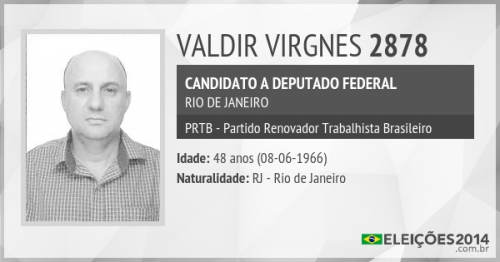 VALDIR VIRGNES 2878
CANDIDATO A DEPUTADO FEDERAL
RIO DE JANEIRO
PRTB - Partido Renovador Trabalhista Brasileiro
Idade: 48 anos (08-06-1966)
Naturalidade: RJ - Rio de Janeiro
ELEIÇÕES2014
.com.br